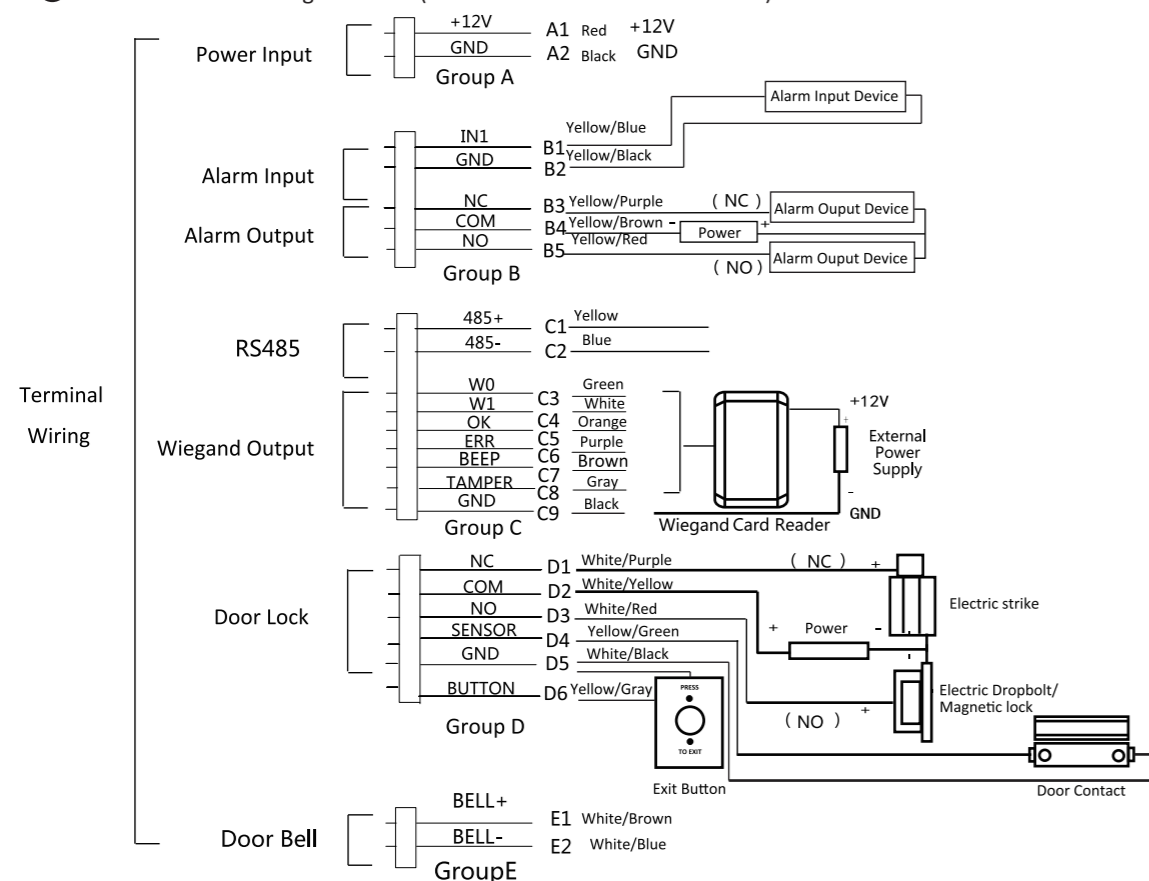 +12V A1 Red +12V
Power Input GND A2 Black GND
Group A
Alarm Input Device
Yellow/Blue
IN1 B1
GND B2 Yellow/Black
Alarm Input
NC B3 Yellow/Purple ( NC ) Alarm Ouput Device
Alarm Output COM B4 Yellow/Brown - Power +
NO B5 Yellow/Red Alarm Ouput Device
Group B ( NO )
485+ C1 Yellow
RS485 485- C2 Blue
Terminal
Wiring
W0 C3 Green
W1 C4 White
OK C5 Orange
Wiegand Output ERR C6 Purple
BEEP C7 Brown
TAMPER C8 Gray
GND C9 Black
Group C
+12V
+
External
Power
Supply
-
GND
Wiegand Card Reader
NC D1 White/Purple ( NC ) +
COM D2 White/Yellow
Door Lock NO D3 White/Red
SENSOR D4 Yellow/Green
GND D5 White/Black
BUTTON D6 Yellow/Gray
Group D
Electric strike
+ Power -
-
PRESS
TO EXIT
Exit Button
( NO ) +
Electric Dropbolt/
Magnetic lock
Door Contact
BELL+ E1 White/Brown
Door Bell BELL- E2 White/Blue
GroupE